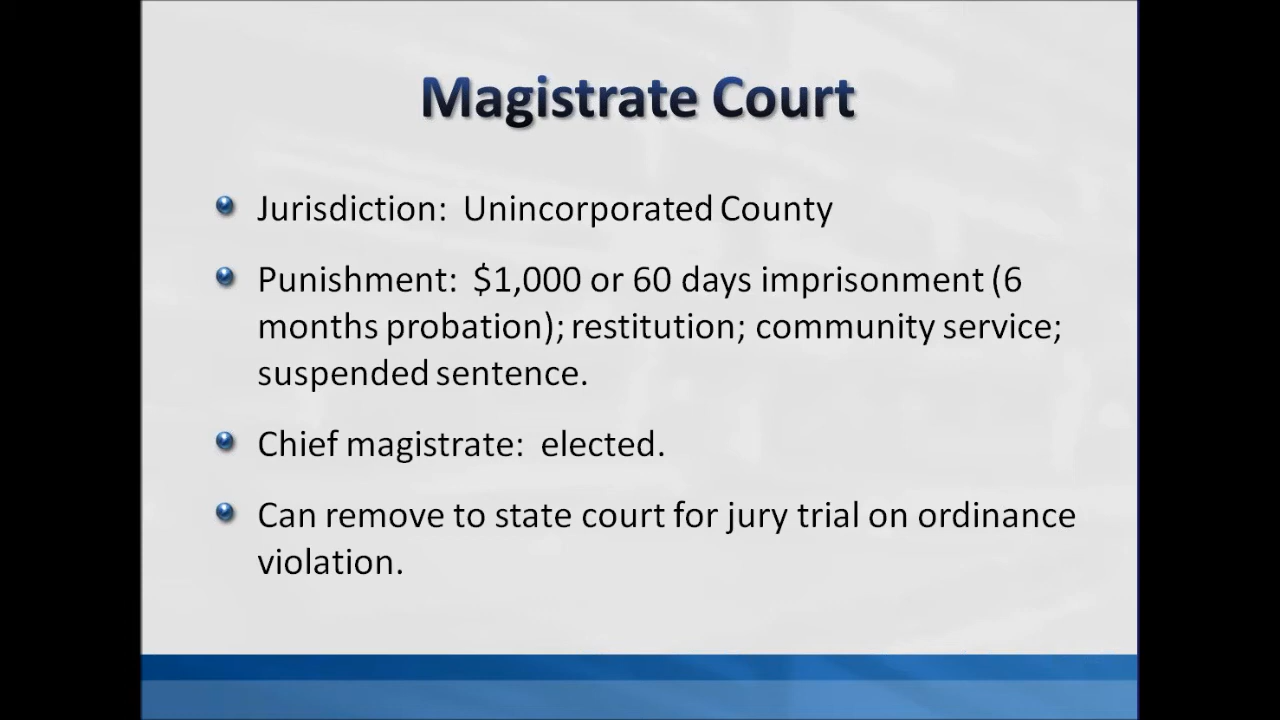 Magistrate Court
Jurisdiction: Unincorporated County
Punishment: $1,000 or 60 days imprisonment (6
months probation); restitution; community service;
suspended sentence.
Chief magistrate: elected.
Can remove to state court for jury trial on ordinance
violation.